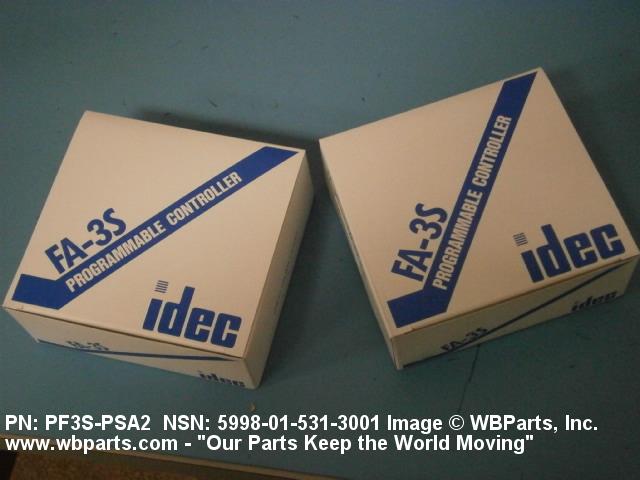 FA-3S
PROGRAMMABLE CONTROLLER
idec
FA-3S
idec
FA-3S
PROGRAMMABLE CONTROLLER
idec
FA-3S
idec
PN: PF3S-PSA2  NSN: 5998-01-531-3001 Image © WBParts, Inc.
www.wbparts.com - "Our Parts Keep the World Moving"